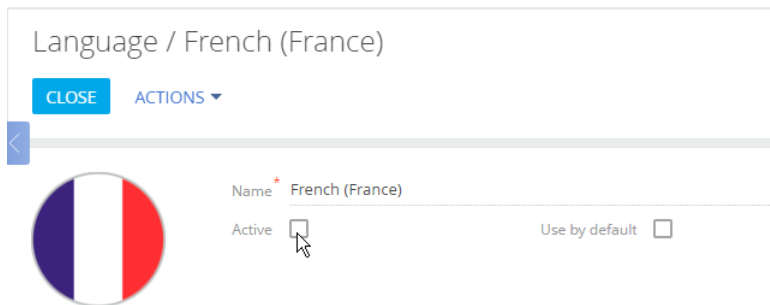 Language / French (France)
CLOSE ACTIONS
Name* French (France)
Active Use by default